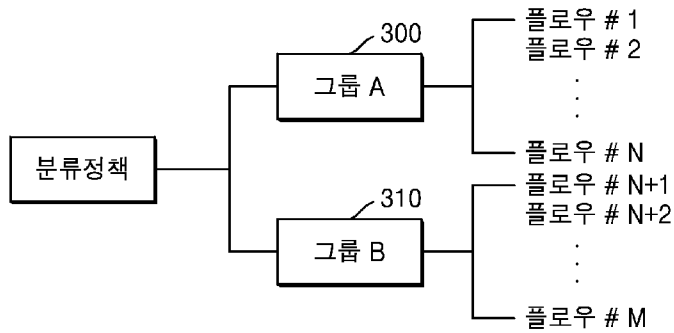 플로우 # 1
300
플로우 # 2
그룹 A
플로우 # N
분류정책
플로우 # N+1
310
플로우 # N+2
그룹 B
플로우 # M